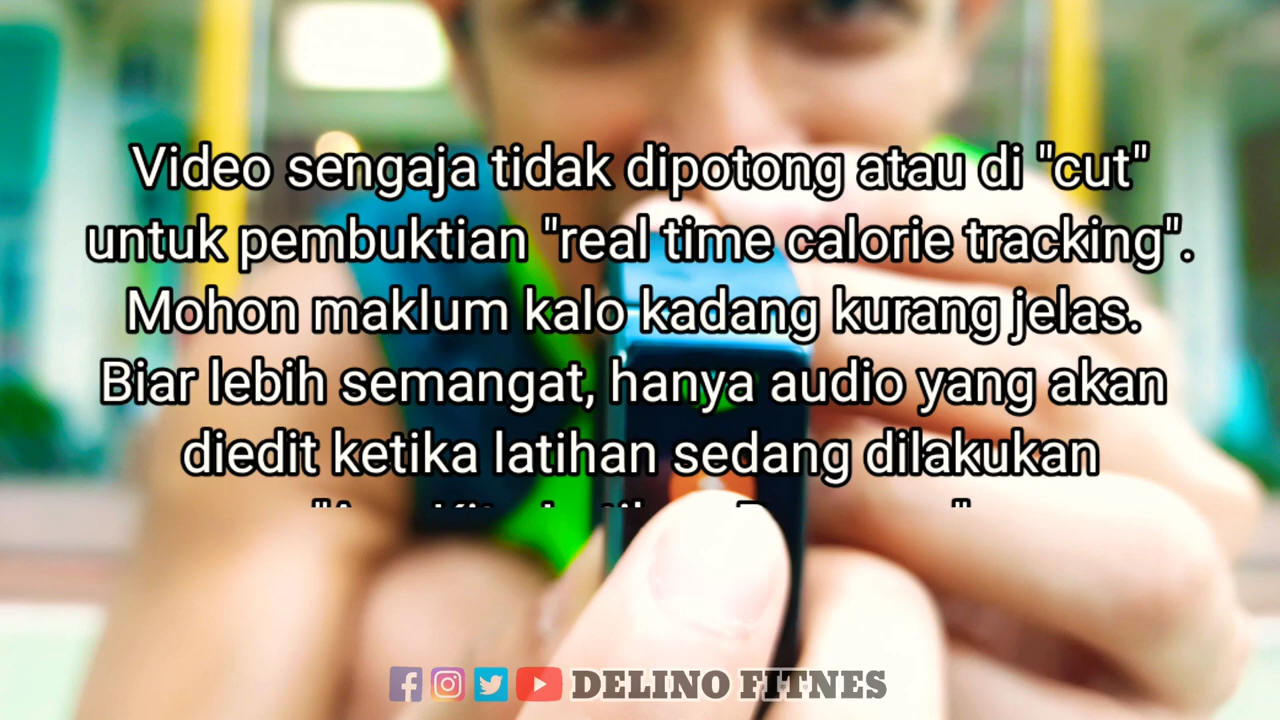 Video sengaja tidak dipotong atau di "cut"
untuk pembuktian "real time calorie tracking".
Mohon maklum kalo kadang kurang jelas.
Biar lebih semangat, hanya audio yang akan
diedit ketika latihan sedang dilakukan
DELINO FITNES